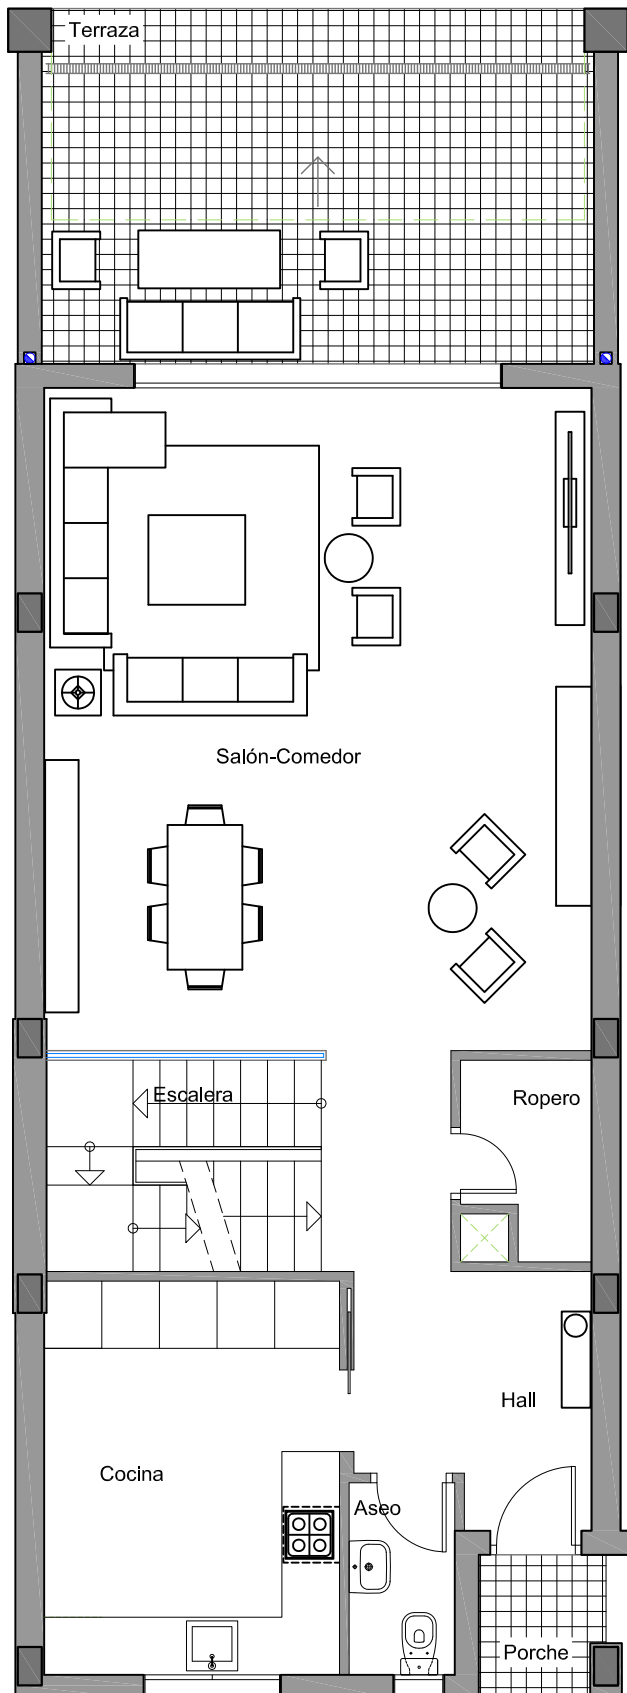 Terraza
Salón-Comedor
Escalera
Ropero
Hall
Cocina
Aseo
Porche